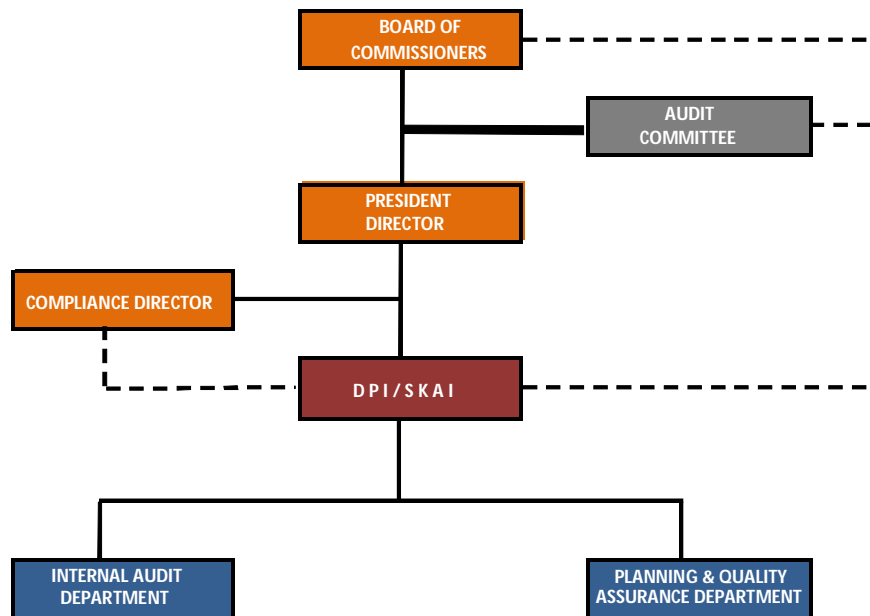 BOARD OF
COMMISSIONERS
AUDIT
COMMITTEE
PRESIDENT
DIRECTOR
COMPLIANCE DIRECTOR
DPI/SKAI
INTERNAL AUDIT
DEPARTMENT
PLANNING & QUALITY
ASSURANCE DEPARTMENT